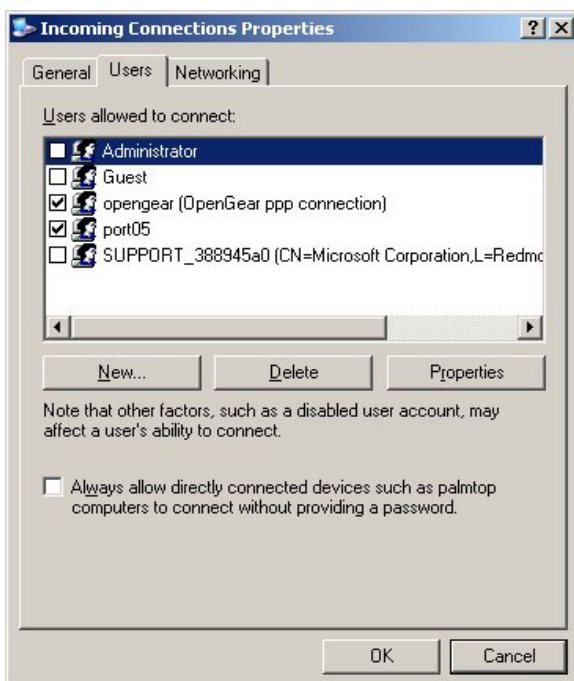 Incoming Connections Properties
General Users Networking
Users allowed to connect:
Administrator
Guest
opengear (OpenGear ppp connection)
port05
SUPPORT_388945a0 (CN=Microsoft Corporation,L=Redmo
New... Delete Properties
Note that other factors, such as a disabled user account, may
affect a user's ability to connect.
Always allow directly connected devices such as palmtop
computers to connect without providing a password.
OK Cancel